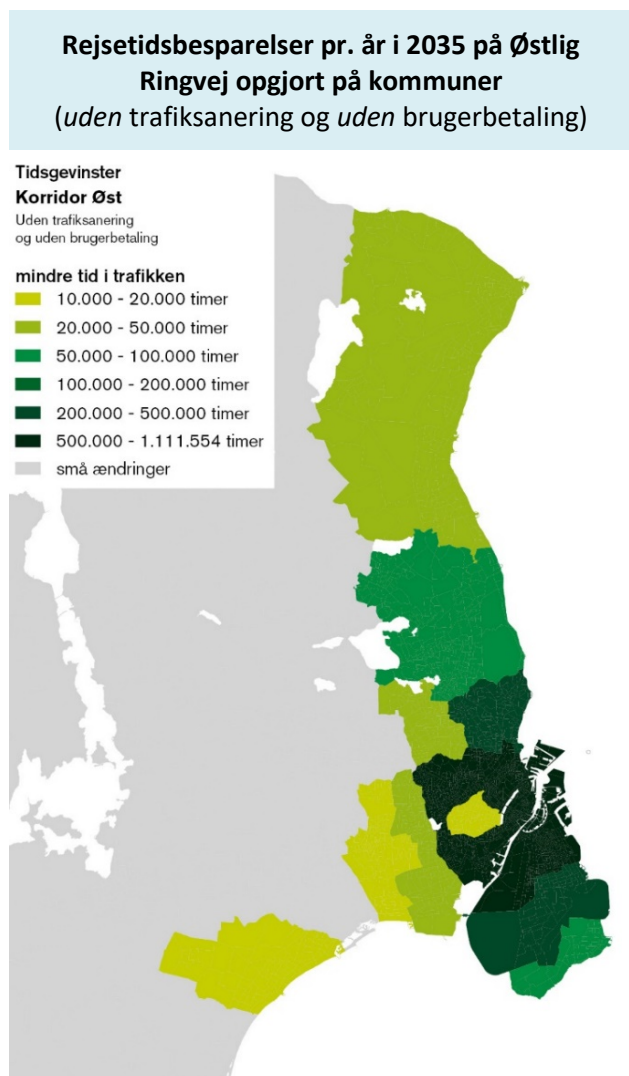 Rejsetidsbesparelser pr. år i 2035 på Østlig
Ringvej opgjort på kommuner
(uden trafiksanering og uden brugerbetaling)
Tidsgevinster
Korridor Øst
Uden trafiksanering
og uden brugerbetaling
mindre tid i trafikken
10.000 - 20.000 timer
20.000 - 50.000 timer
50.000 - 100.000 timer
100.000 - 200.000 timer
200.000 - 500.000 timer
500.000 - 1.111.554 timer
små ændringer